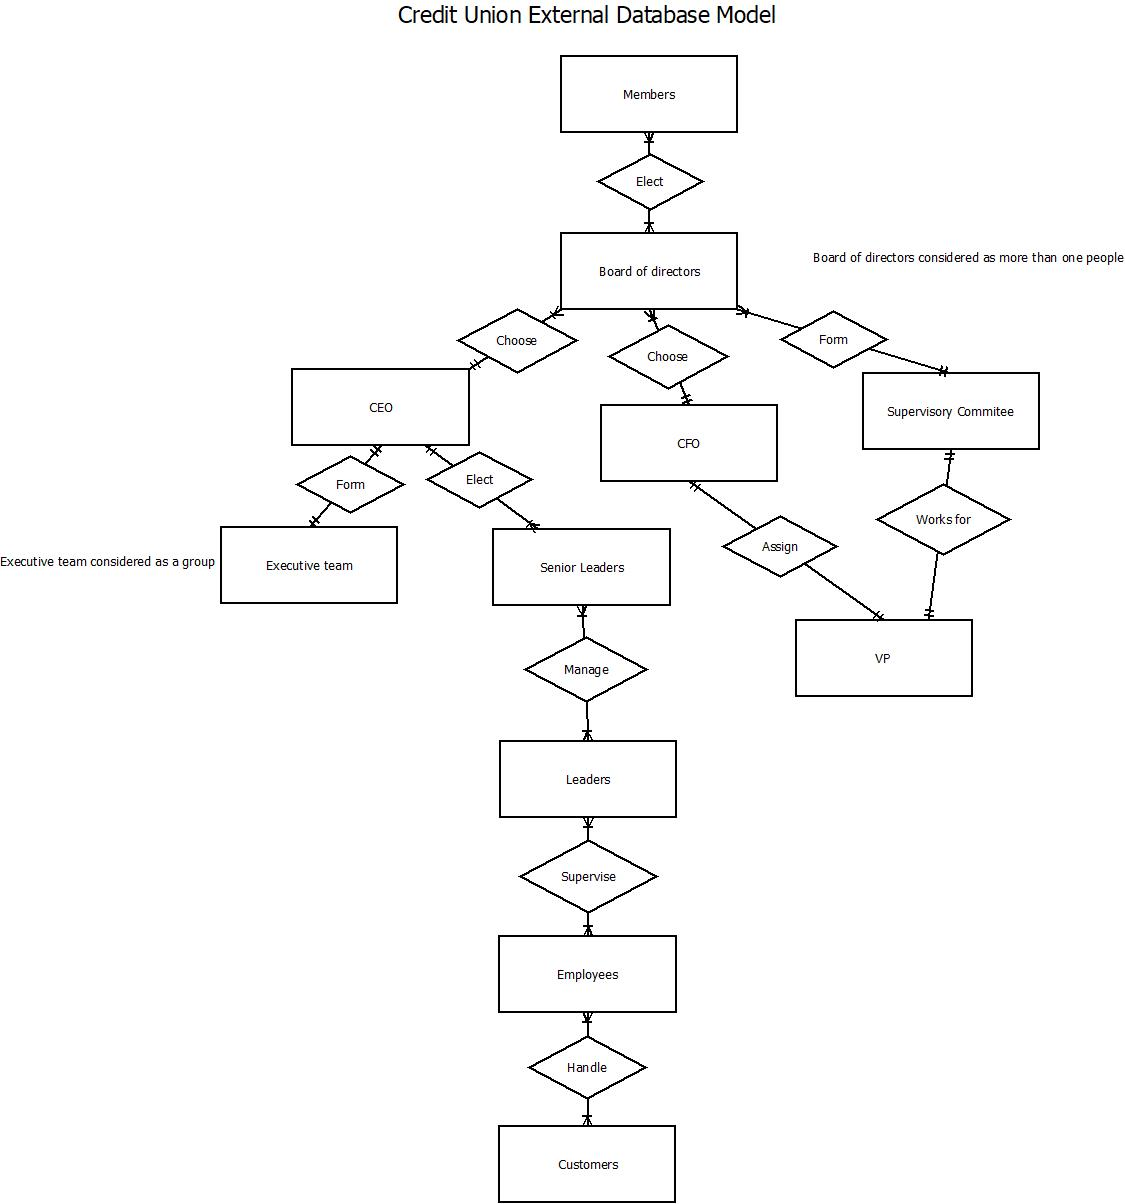 Credit Union External Database Model
Members
Elect
Board of directors
Board of directors considered as more than one people
Choose
Choose
Form
CEO
CFO
Supervisory Commitee
Form
Elect
Works for
Assign
Executive team considered as a group
Executive team
Senior Leaders
VP
Manage
Leaders
Supervise
Employees
Handle
Customers